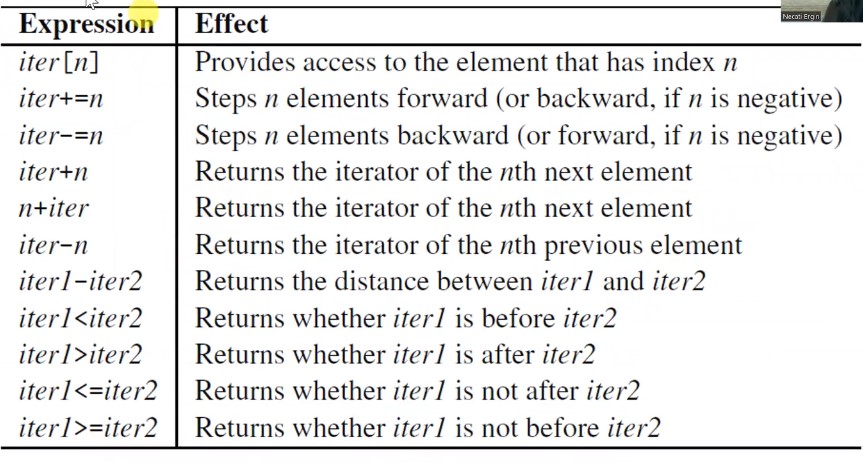 Necati Ergin
Expression Effect
iter[n] Provides access to the element that has index n
iter+=n Steps n elements forward (or backward, if n is negative)
iter-=n Steps n elements backward (or forward, if n is negative)
iter+n Returns the iterator of the nth next element
n+iter Returns the iterator of the nth next element
iter-n Returns the iterator of the nth previous element
iter1-iter2 Returns the distance between iter1 and iter2
iter1<iter2 Returns whether iter1 is before iter2
iter1>iter2 Returns whether iter1 is after iter2
iter1<=iter2 Returns whether iter1 is not after iter2
iter1>=iter2 Returns whether iter1 is not before iter2